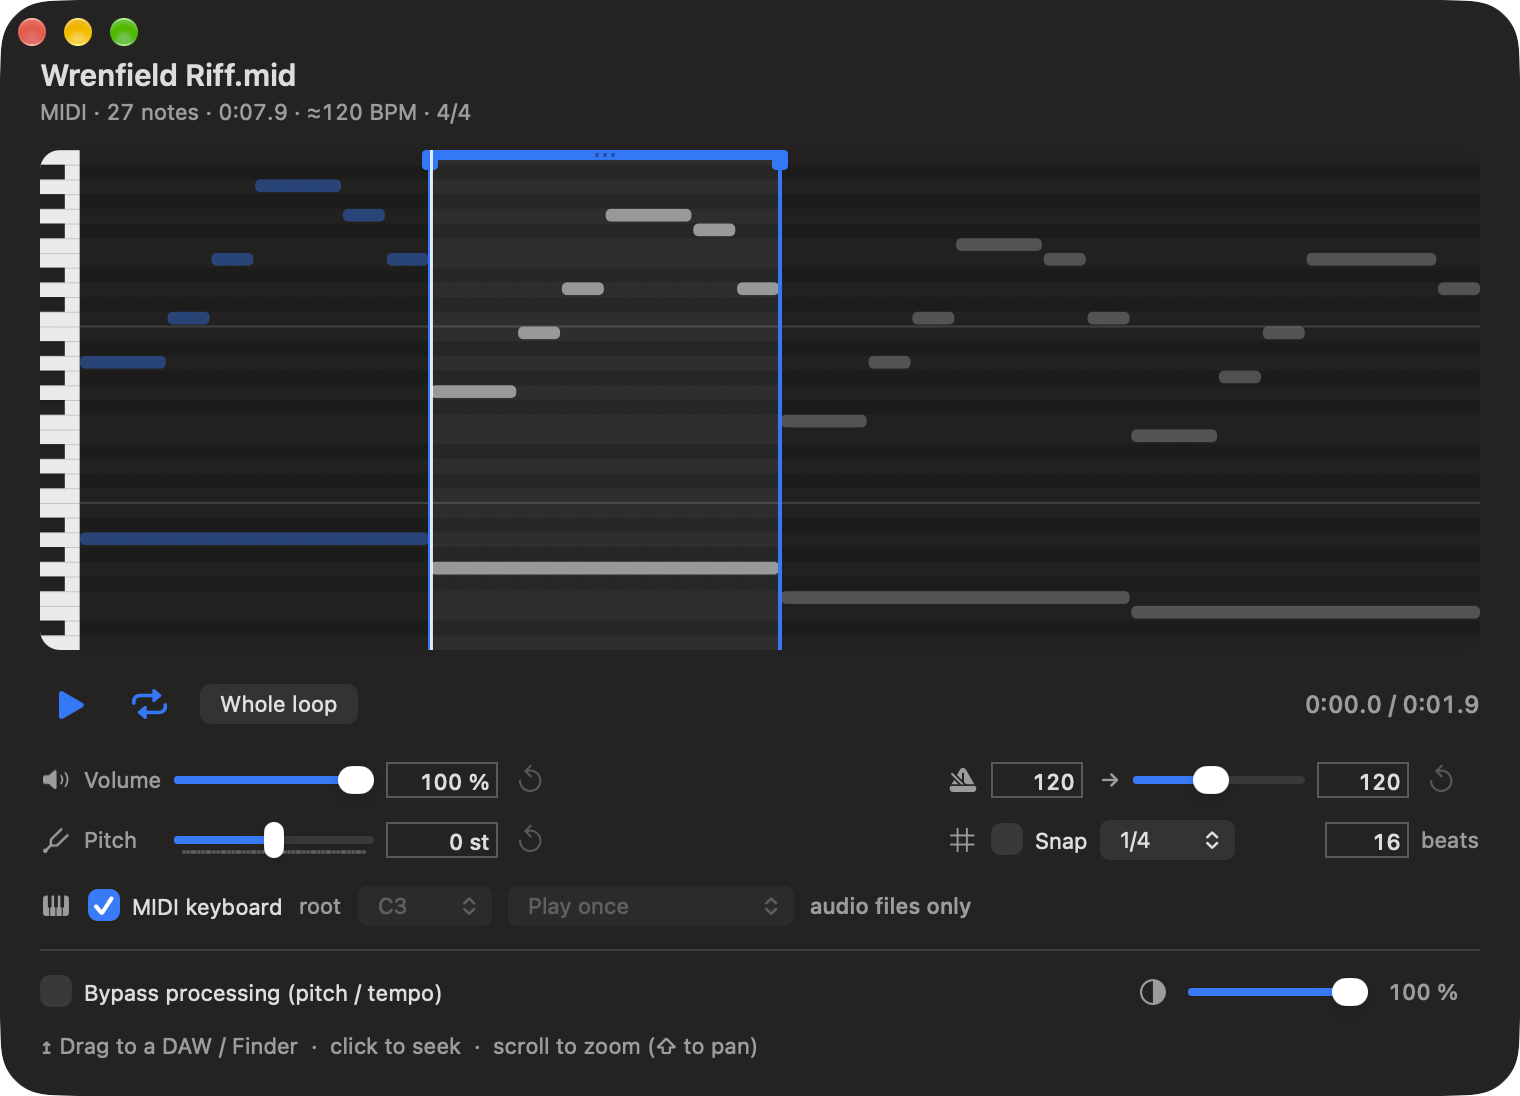 Wrenfield Riff.mid
MIDI · 27 notes · 0:07.9 · ≈120 BPM · 4/4
Whole loop
0:00.0 / 0:01.9
Volume 100 % 120 → 120
Pitch 0 st Snap 1/4 16 beats
MIDI keyboard root C3 Play once audio files only
Bypass processing (pitch / tempo) 100 %
↥ Drag to a DAW / Finder · click to seek · scroll to zoom (⇧ to pan)